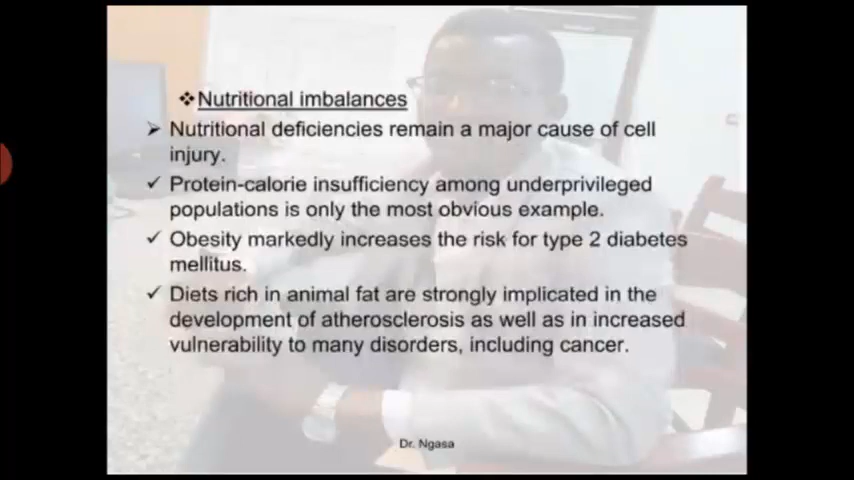 ❖Nutritional imbalances
➢ Nutritional deficiencies remain a major cause of cell
injury.
✓ Protein-calorie insufficiency among underprivileged
populations is only the most obvious example.
✓ Obesity markedly increases the risk for type 2 diabetes
mellitus.
✓ Diets rich in animal fat are strongly implicated in the
development of atherosclerosis as well as in increased
vulnerability to many disorders, including cancer.
Dr. Ngasa